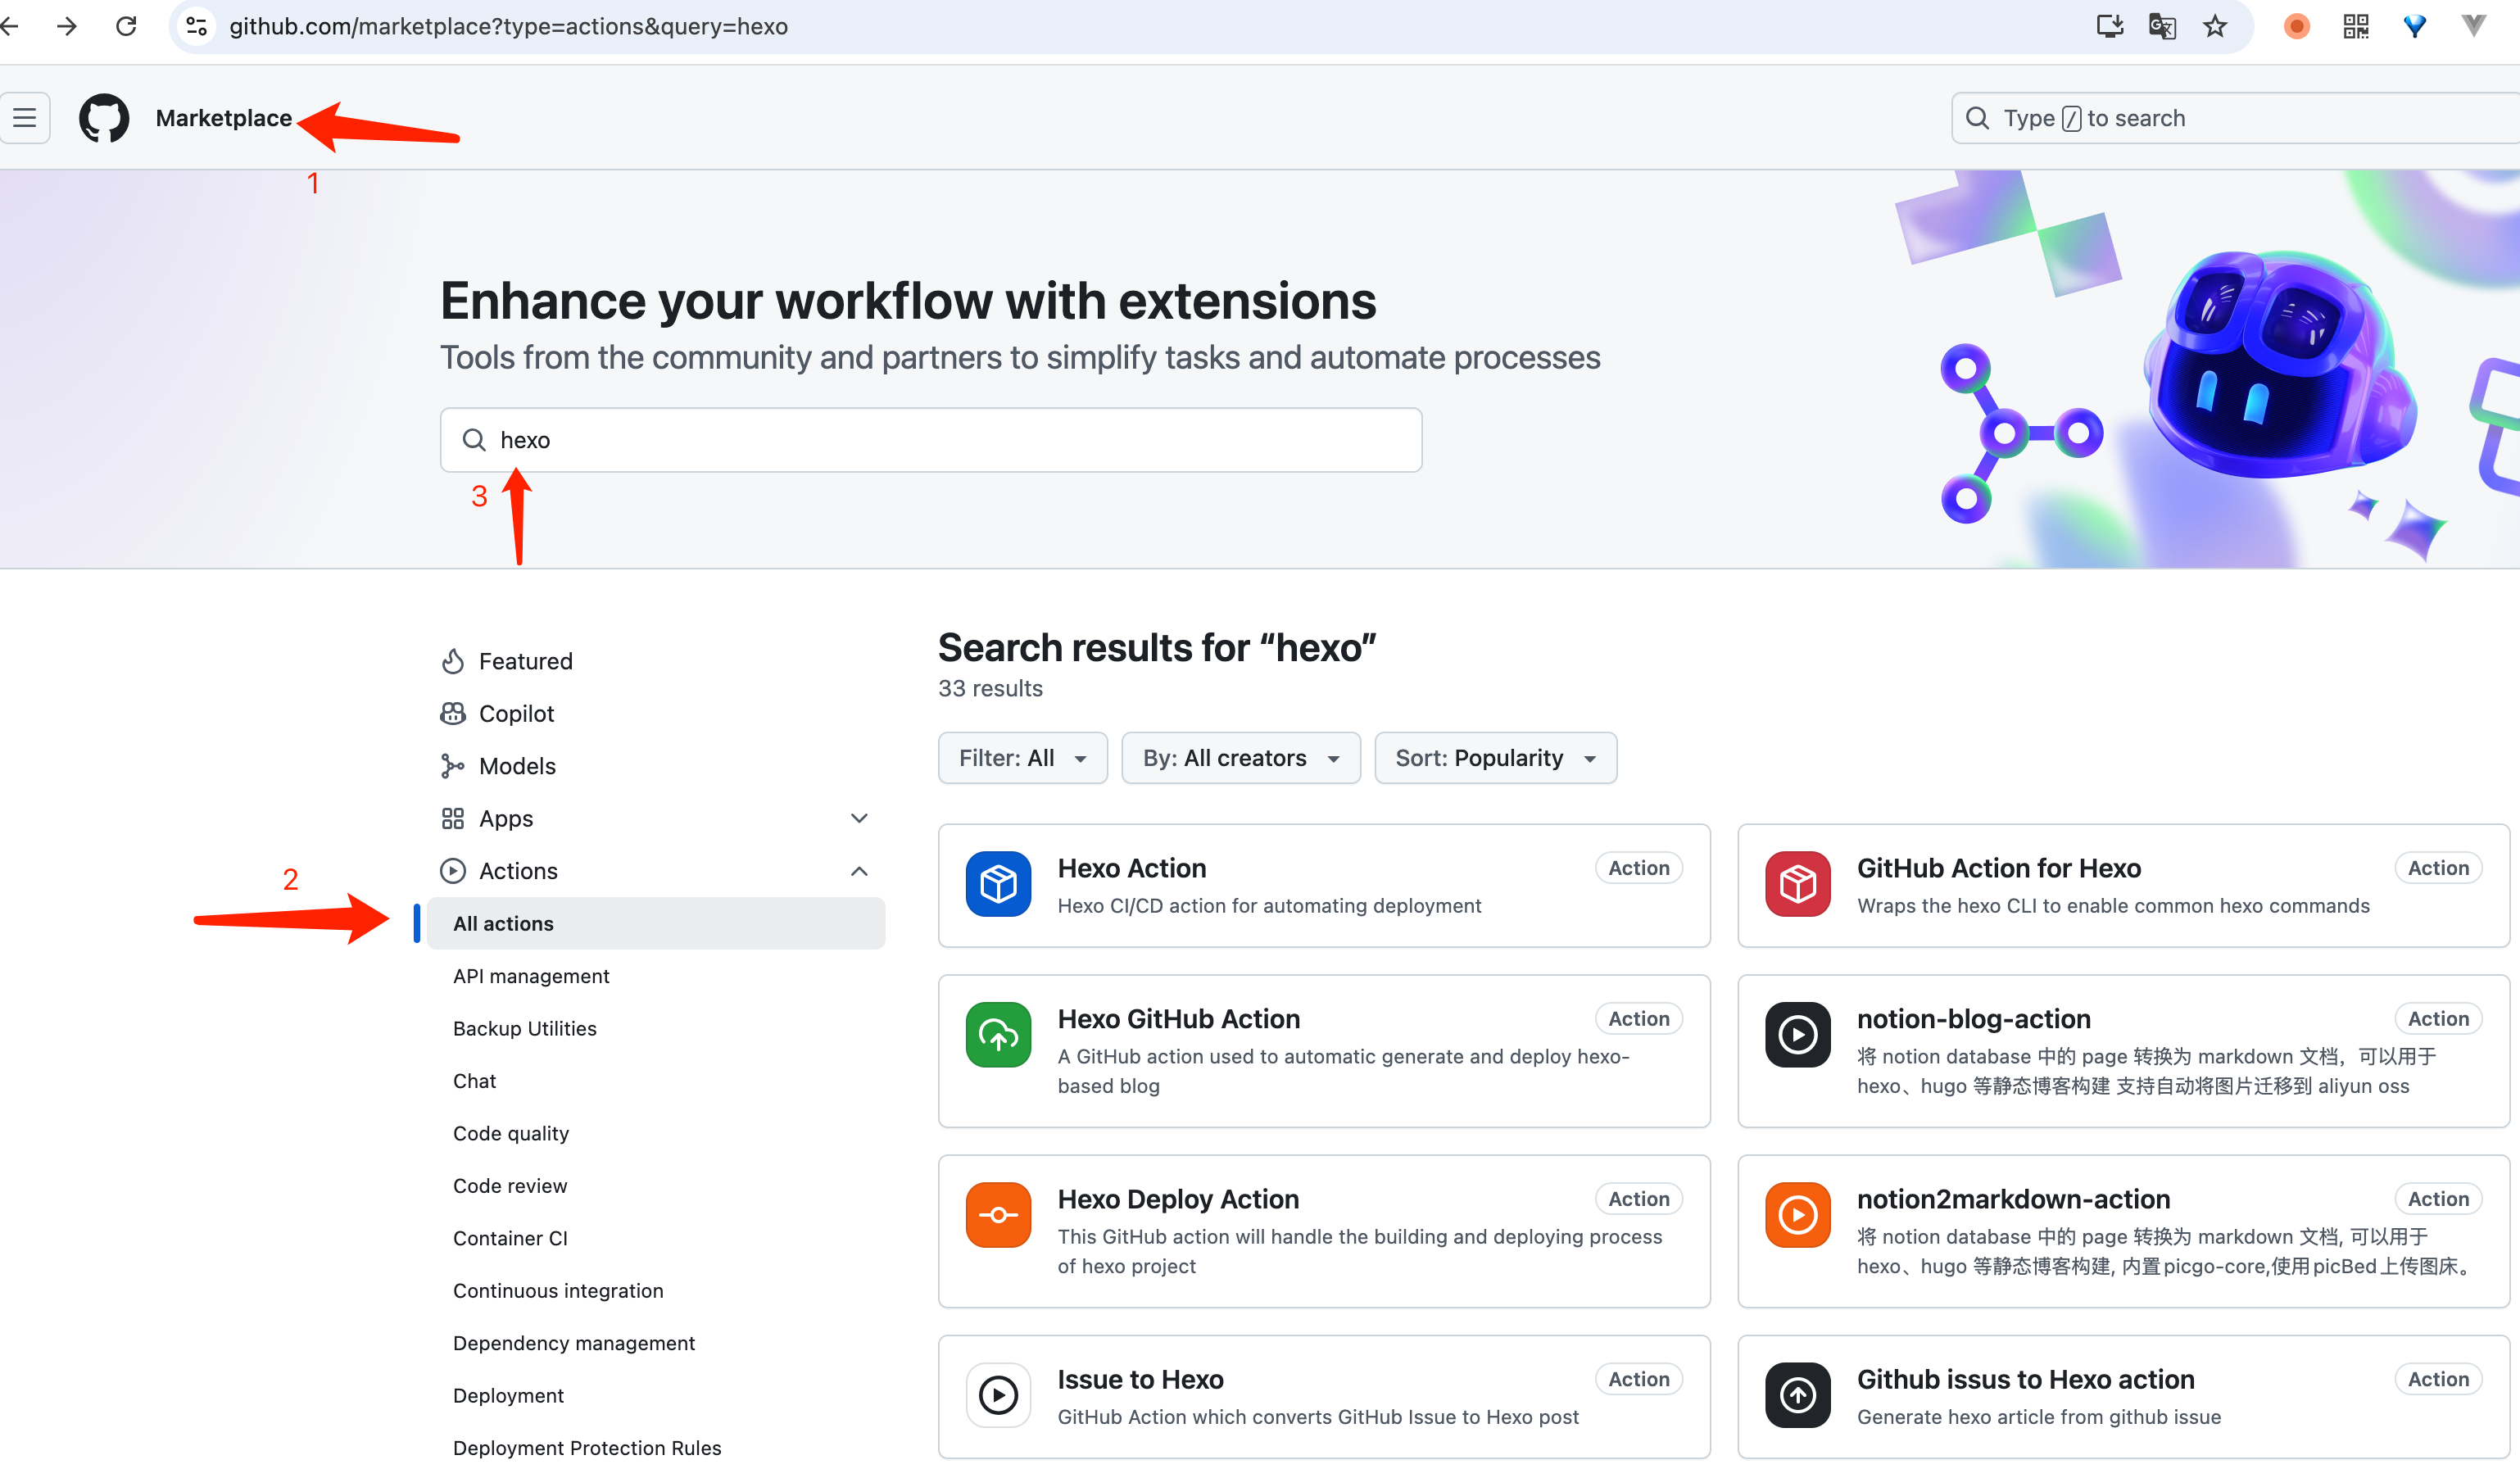 github.com/marketplace?type=actions&query=hexo
Marketplace
Type / to search
1
Enhance your workflow with extensions
Tools from the community and partners to simplify tasks and automate processes
hexo
3
Featured
Copilot
Models
Apps
Actions
2
All actions
API management
Backup Utilities
Chat
Code quality
Code review
Container CI
Continuous integration
Dependency management
Deployment
Deployment Protection Rules
Search results for “hexo”
33 results
Filter: All
By: All creators
Sort: Popularity
Hexo Action
Action
Hexo CI/CD action for automating deployment
GitHub Action for Hexo
Action
Wraps the hexo CLI to enable common hexo commands
Hexo GitHub Action
Action
A GitHub action used to automatic generate and deploy hexo-
based blog
notion-blog-action
Action
将 notion database 中的 page 转换为 markdown 文档，可以用于
hexo、hugo 等静态博客构建 支持自动将图片迁移到 aliyun oss
Hexo Deploy Action
Action
This GitHub action will handle the building and deploying process
of hexo project
notion2markdown-action
Action
将 notion database 中的 page 转换为 markdown 文档, 可以用于
hexo、hugo 等静态博客构建, 内置picgo-core,使用picBed上传图床。
Issue to Hexo
Action
GitHub Action which converts GitHub Issue to Hexo post
Github issus to Hexo action
Action
Generate hexo article from github issue